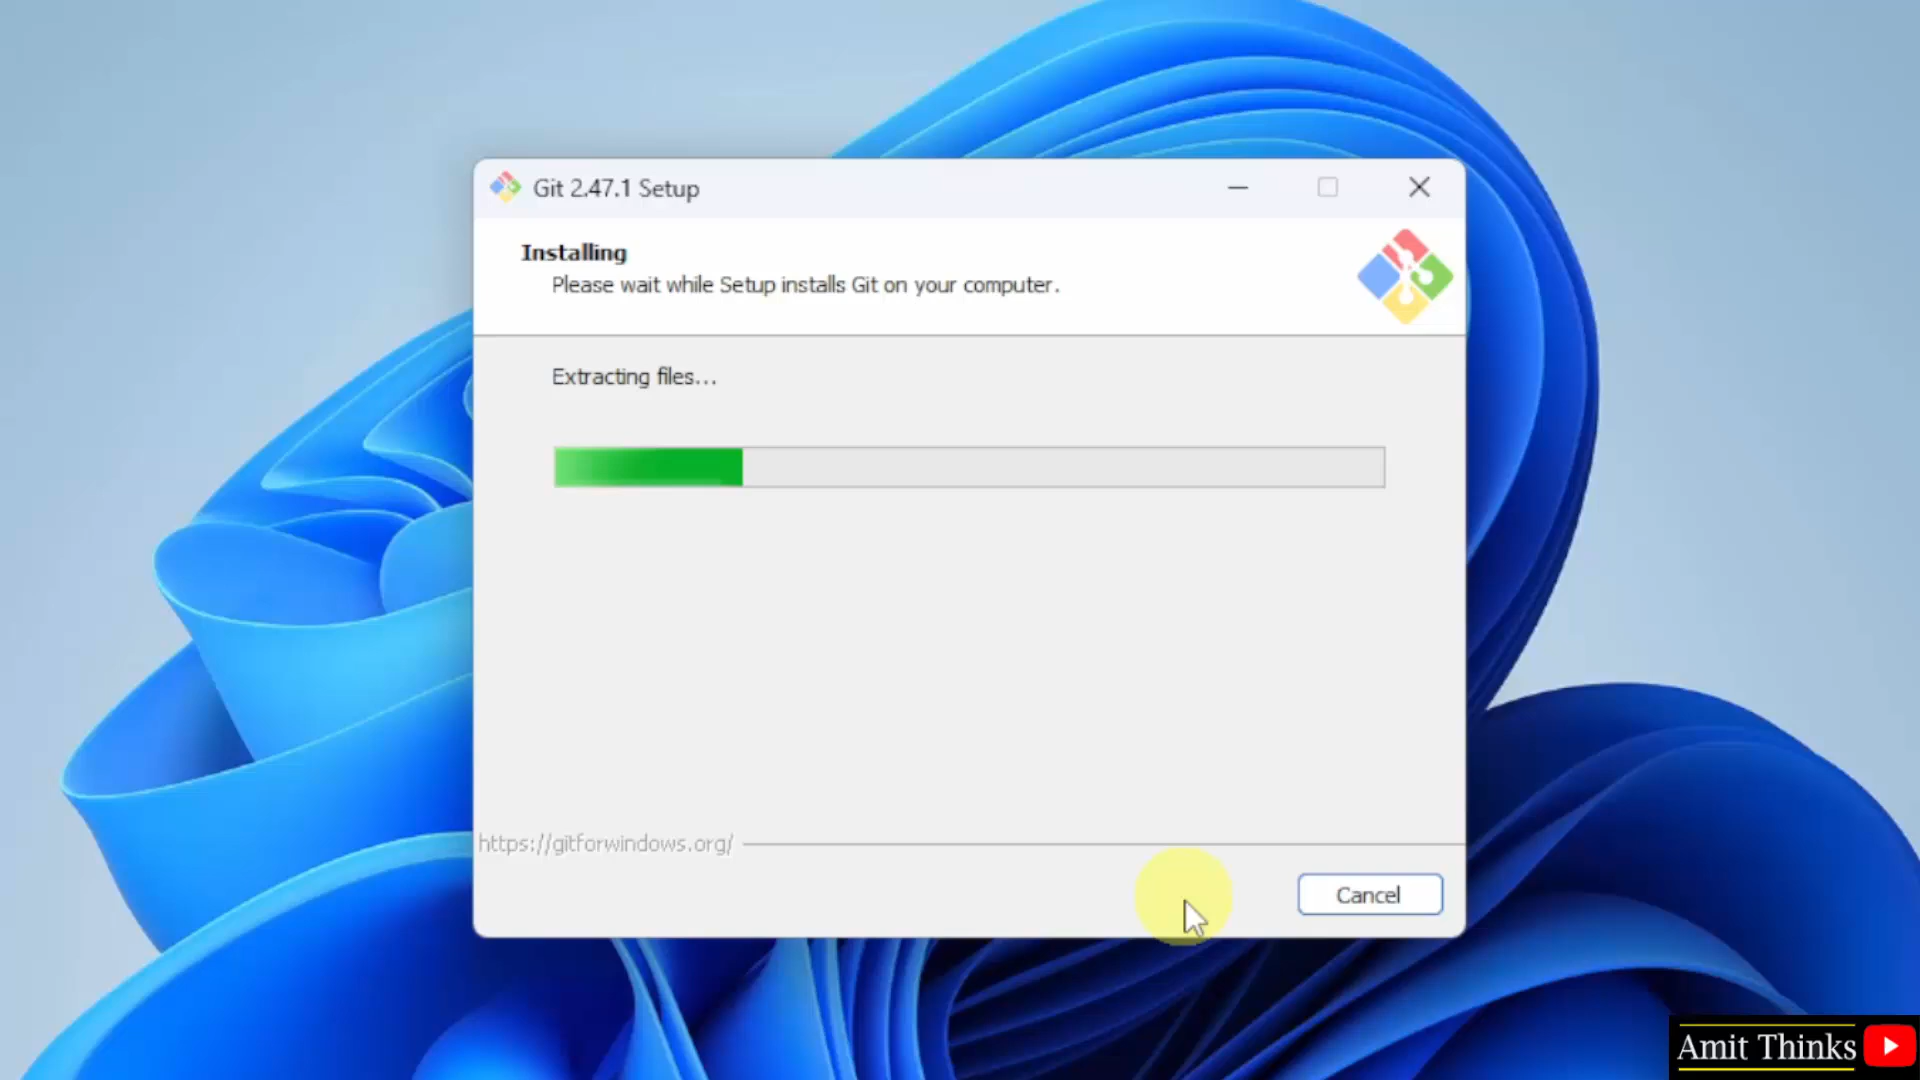 Git 2.47.1 Setup
Installing
Please wait while Setup installs Git on your computer.
Extracting files...
https://gitforwindows.org/
Cancel
Amit Thinks